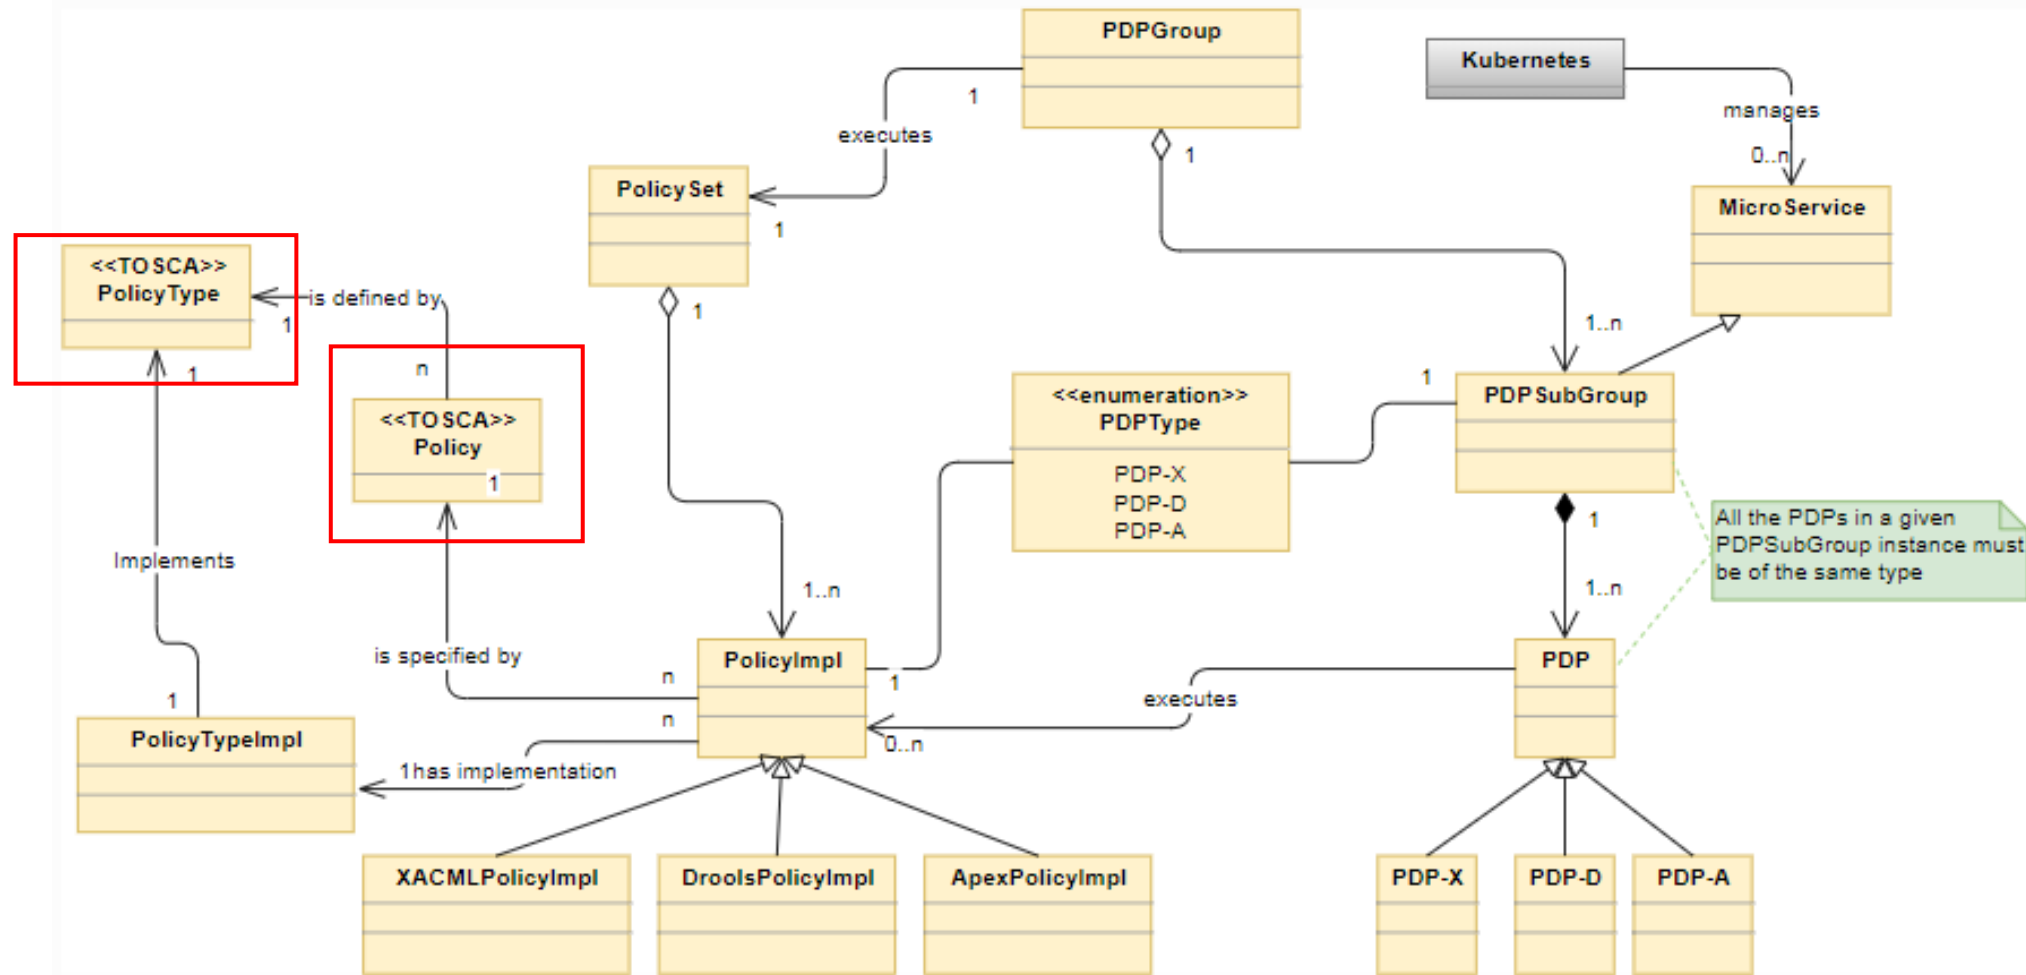 PDPGroup
Kubernetes
1
manages
executes
1
0..n
PolicySet
MicroService
1
<<TOSCA>>
PolicyType
is defined by
1
1
1..n
n
1
1
<<enumeration>>
PDPType
PDP-X
PDP-D
PDP-A
PDPSubGroup
<<TOSCA>>
Policy
1
1
All the PDPs in a given
PDPSubGroup instance must
be of the same type
Implements
1..n
1..n
is specified by
PolicyImpl
PDP
n
1
1
executes
n
0..n
PolicyTypeImpl
1has implementation
XACMLPolicyImpl
DroolsPolicyImpl
ApexPolicyImpl
PDP-X
PDP-D
PDP-A